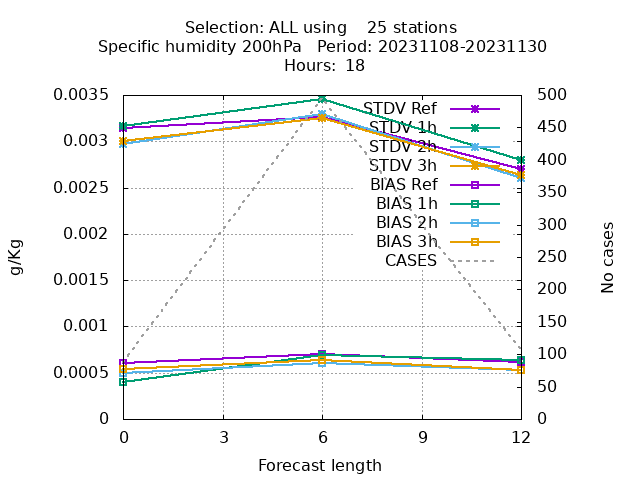 Selection: ALL using    25 stations
Specific humidity 200hPa   Period: 20231108-20231130
Hours:  18
0.0035
0.003
0.0025
0.002
0.0015
0.001
0.0005
0
500
450
400
350
300
250
200
150
100
50
0
STDV Ref
STDV 1h
STDV 2h
STDV 3h
BIAS Ref
BIAS 1h
BIAS 2h
BIAS 3h
CASES
g/Kg
No cases
0 3 6 9 12
Forecast length